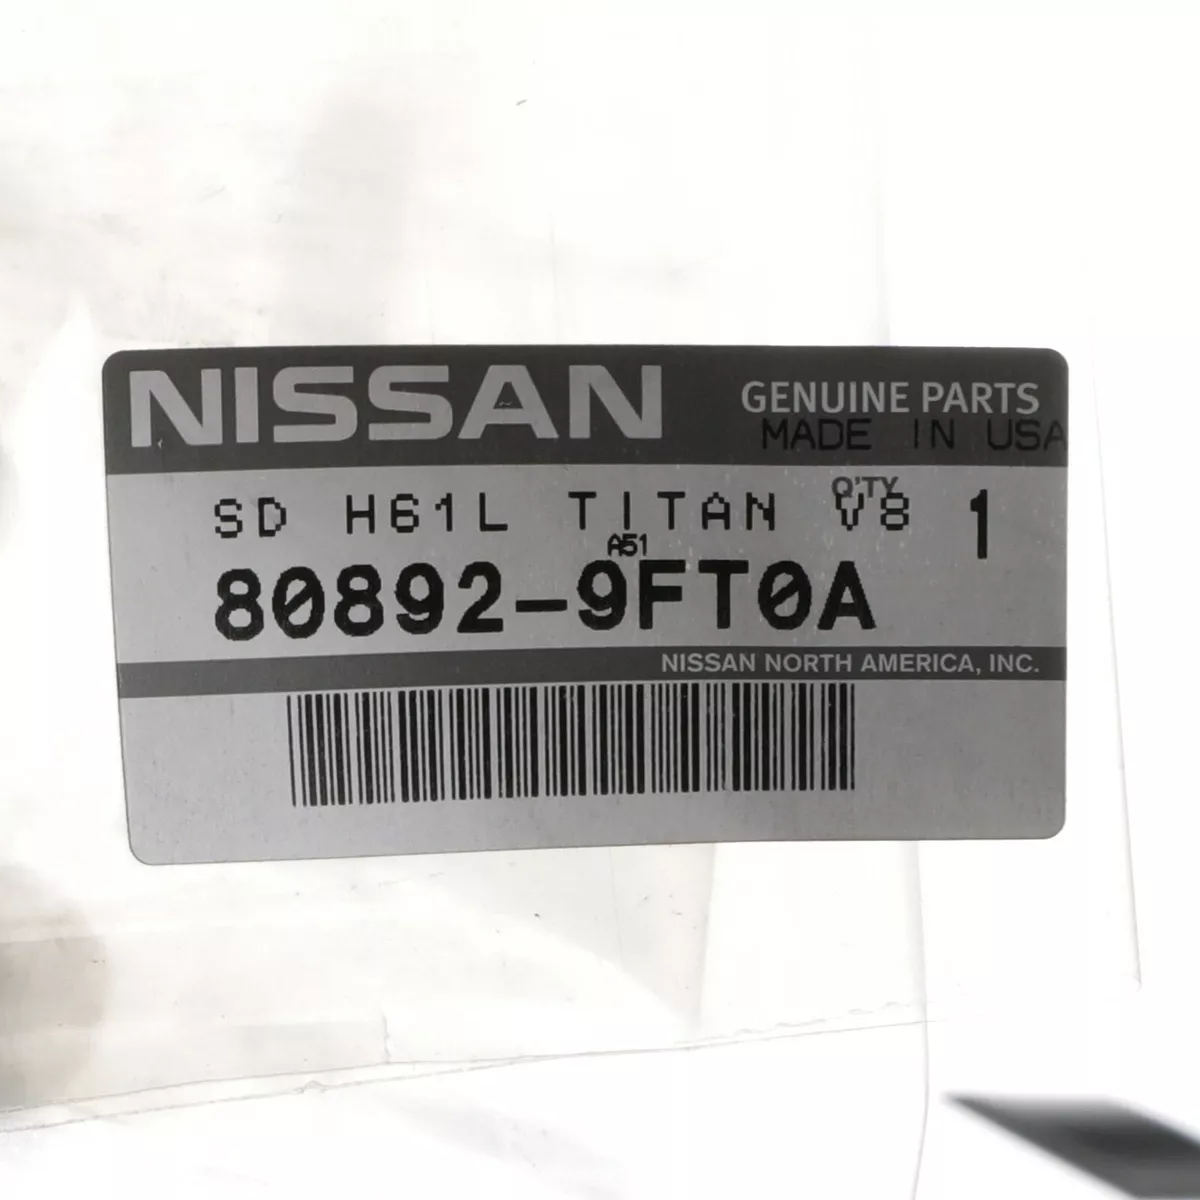 NISSAN
GENUINE PARTS
MADE IN USA
Q'TY
SD H61L TITAN V8
1
A51
80892-9FT0A
NISSAN NORTH AMERICA, INC.